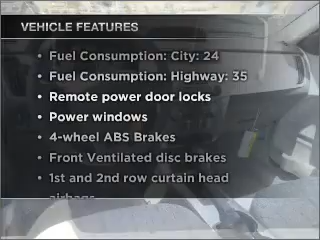 VEHICLE FEATURES
• Fuel Consumption: City: 24
• Fuel Consumption: Highway: 35
• Remote power door locks
• Power windows
• 4-wheel ABS Brakes
• Front Ventilated disc brakes
• 1st and 2nd row curtain head
airbags